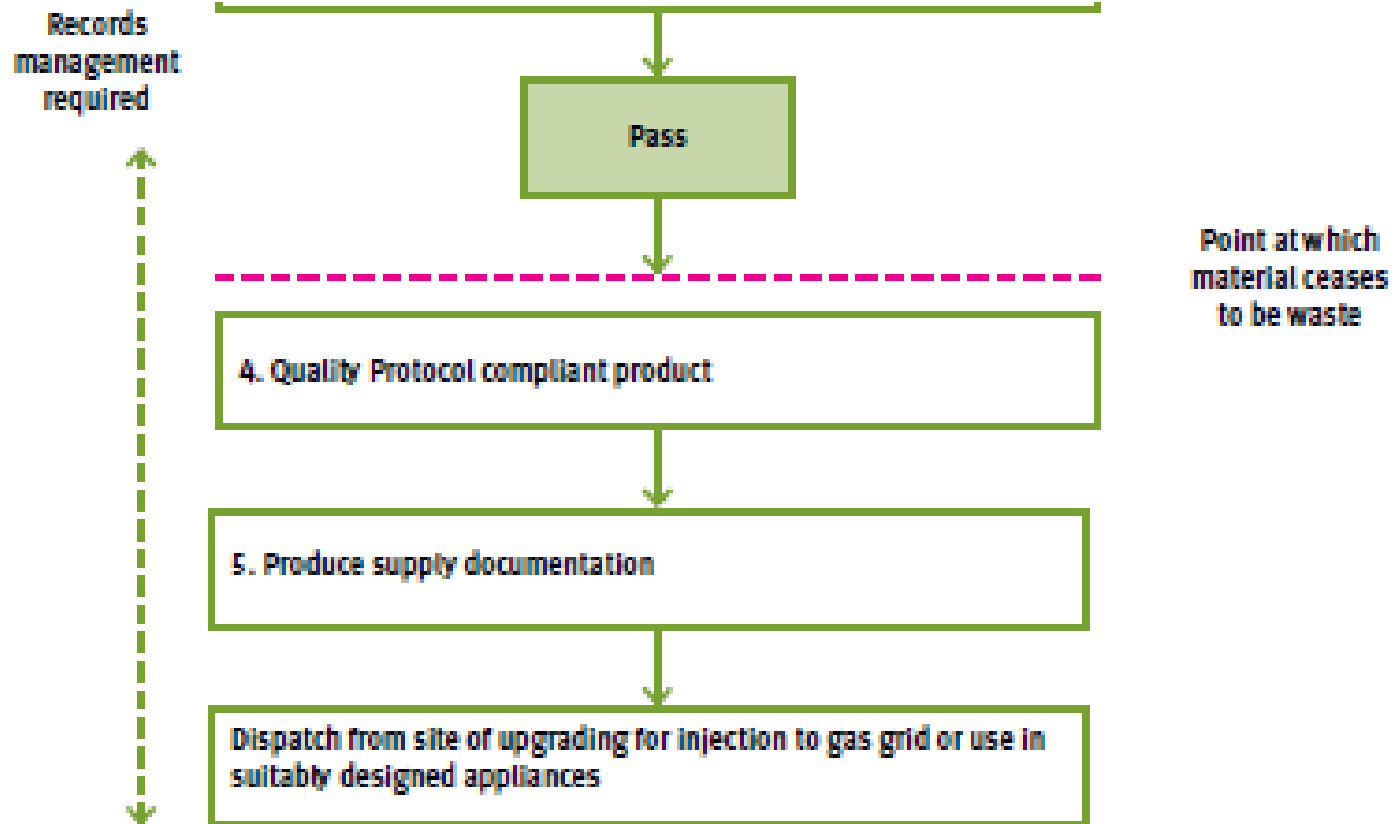 Records
management
required
Pass
Point at which
material ceases
to be waste
4. Quality Protocol compliant product
5. Produce supply documentation
Dispatch from site of upgrading for injection to gas grid or use in
suitably designed appliances